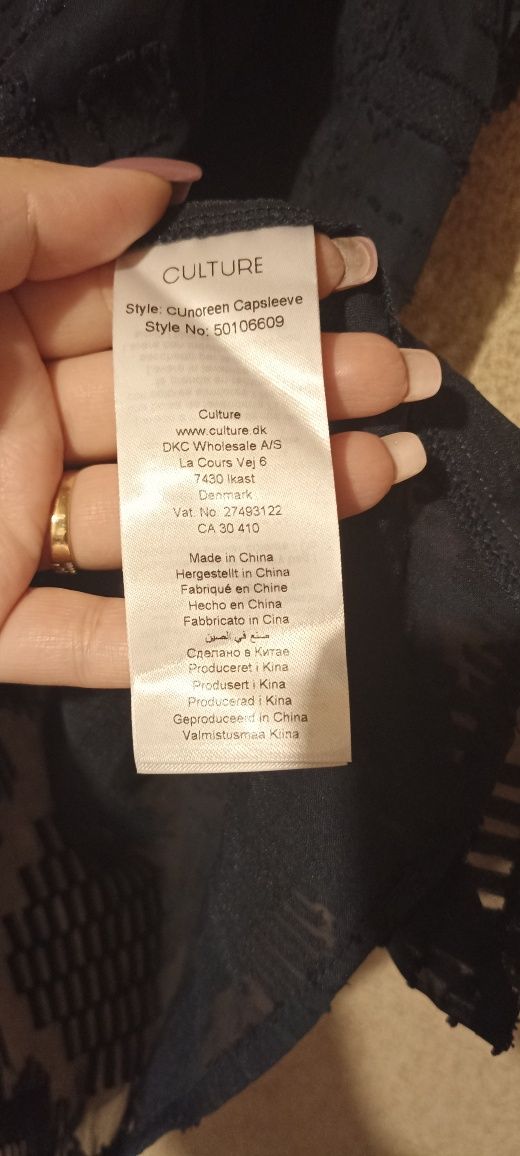 CULTURE
Style: CUnoreen Capsleeve
Style No: 50106609
Culture
www.culture.dk
DKC Wholesale A/S
La Cours Vej 6
7430 Ikast
Denmark
Vat. No. 27493122
CA 30 410
Made in China
Hergestellt in China
Fabriqué en Chine
Hecho en China
Fabbricato in Cina
صنع في الصين
Сделано в Китае
Produceret i Kina
Produsert i Kina
Producerad i Kina
Geproduceerd in China
Valmistusmaa Kiina